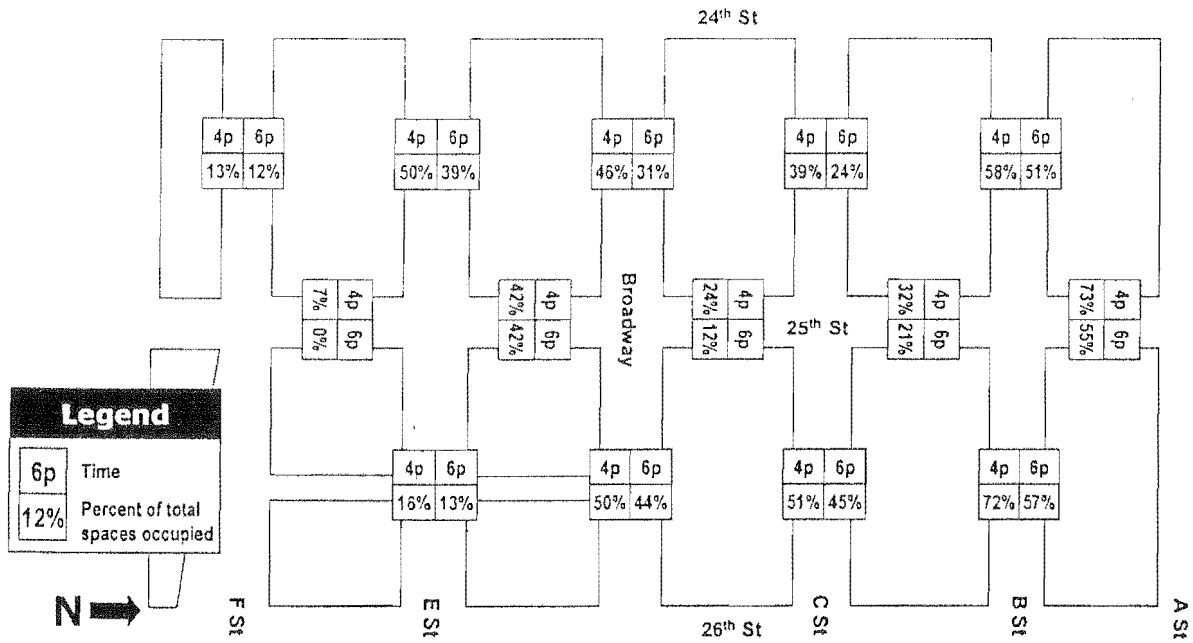 24th St
4p 6p
13% 12%
4p 6p
50% 39%
4p 6p
46% 31%
4p 6p
39% 24%
4p 6p
58% 51%
4p 6p
7% 0%
4p 6p
42% 42%
Broadway
4p 6p
24% 12%
25th St
4p 6p
32% 21%
4p 6p
73% 55%
Legend
6p Time
12% Percent of total
spaces occupied
4p 6p
16% 13%
4p 6p
50% 44%
4p 6p
51% 45%
4p 6p
72% 57%
N
F St
E St
26th St
C St
B St
A St